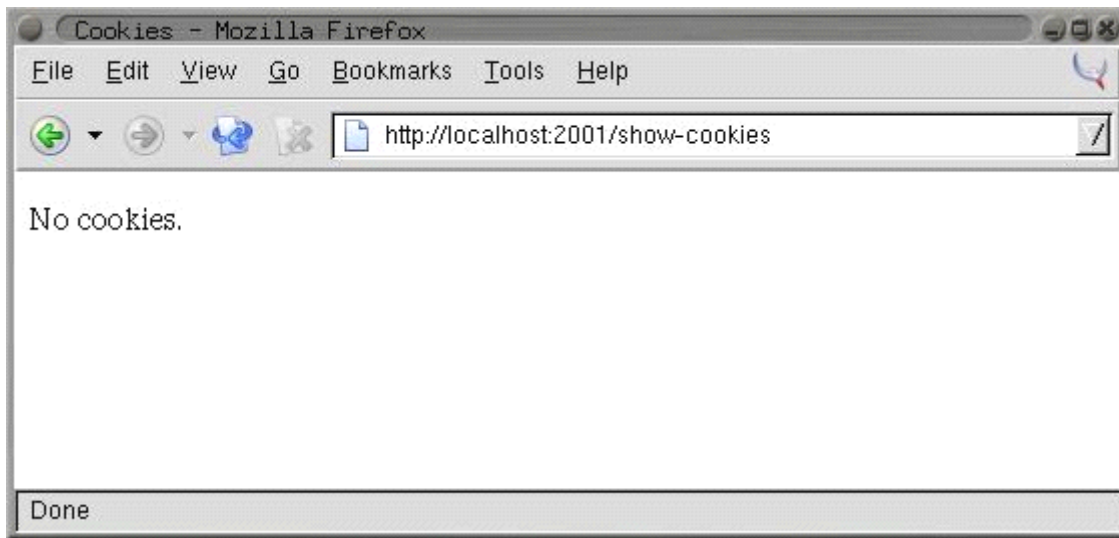 Cookies - Mozilla Firefox
File Edit View Go Bookmarks Tools Help
http://localhost:2001/show-cookies
No cookies.
Done